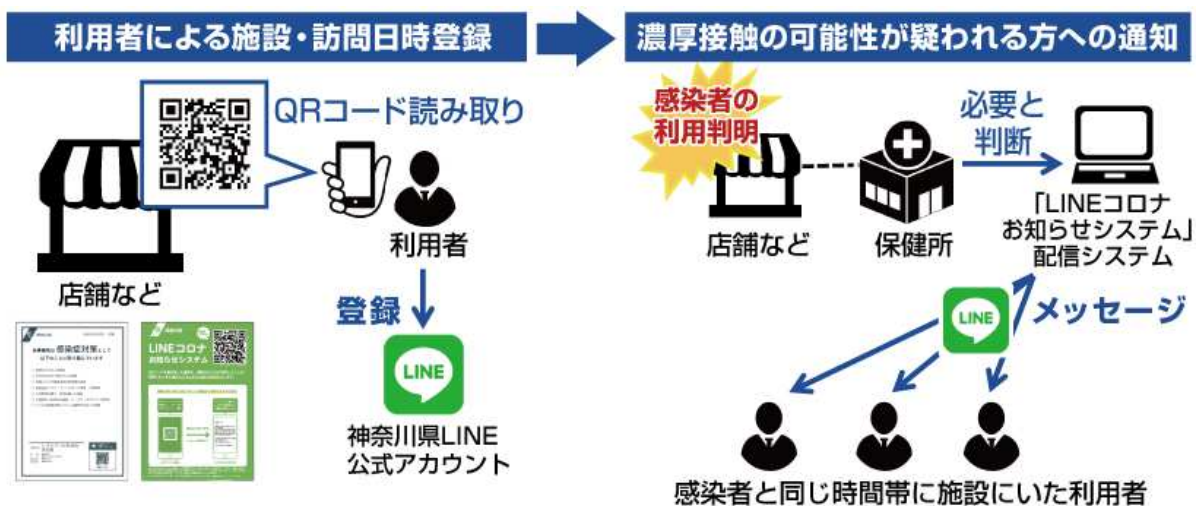 利用者による施設・訪問日時登録
QRコード読み取り
利用者
店舗など
登録
LINE
神奈川県LINE
公式アカウント
感染症対策
LINEコロナ
お知らせシステム
濃厚接触の可能性が疑われる方への通知
感染者の
利用判明
必要と
判断
店舗など
保健所
「LINEコロナ
お知らせシステム」
配信システム
LINE
メッセージ
感染者と同じ時間帯に施設にいた利用者